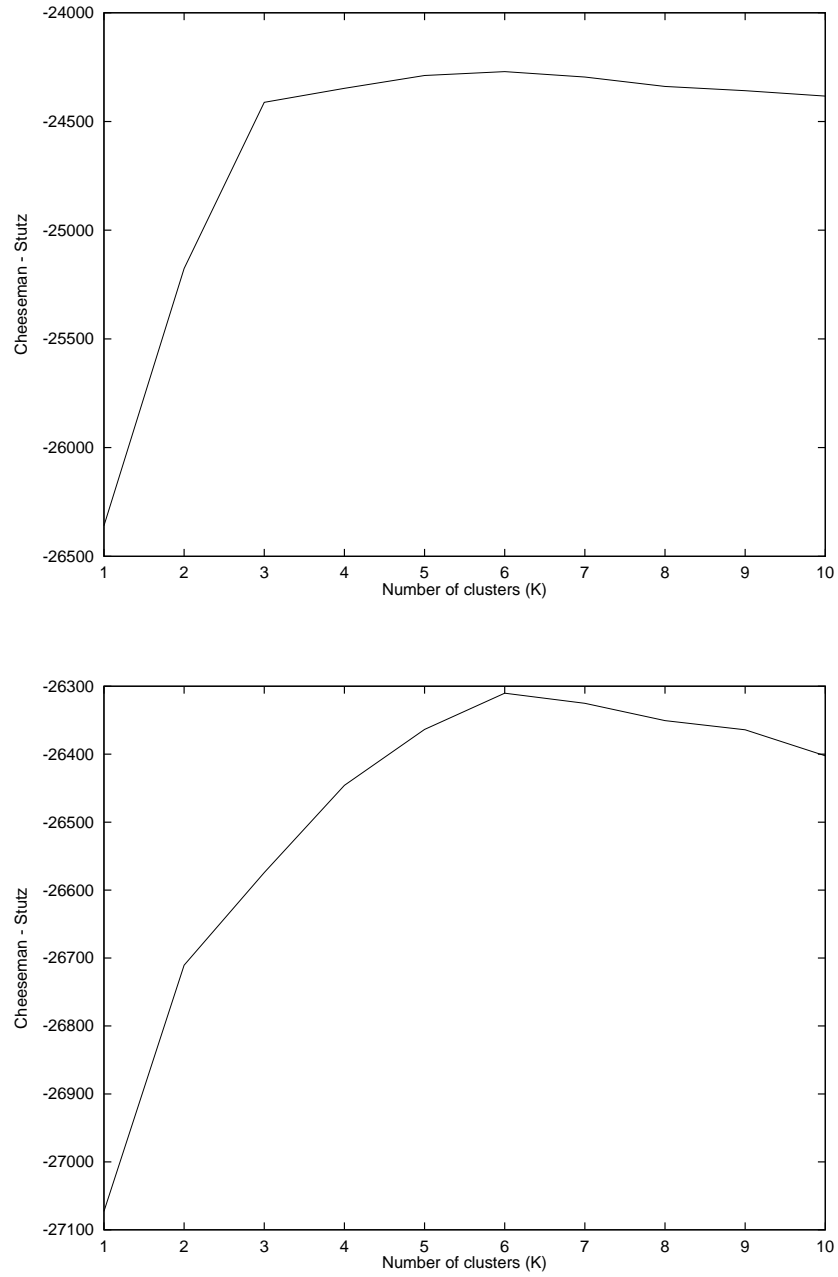 -24000
-24500
-25000
-25500
-26000
-26500
Cheeseman - Stutz
1 2 3 4 5 6 7 8 9 10
Number of clusters (K)
-26300
-26400
-26500
-26600
-26700
-26800
-26900
-27000
-27100
Cheeseman - Stutz
1 2 3 4 5 6 7 8 9 10
Number of clusters (K)